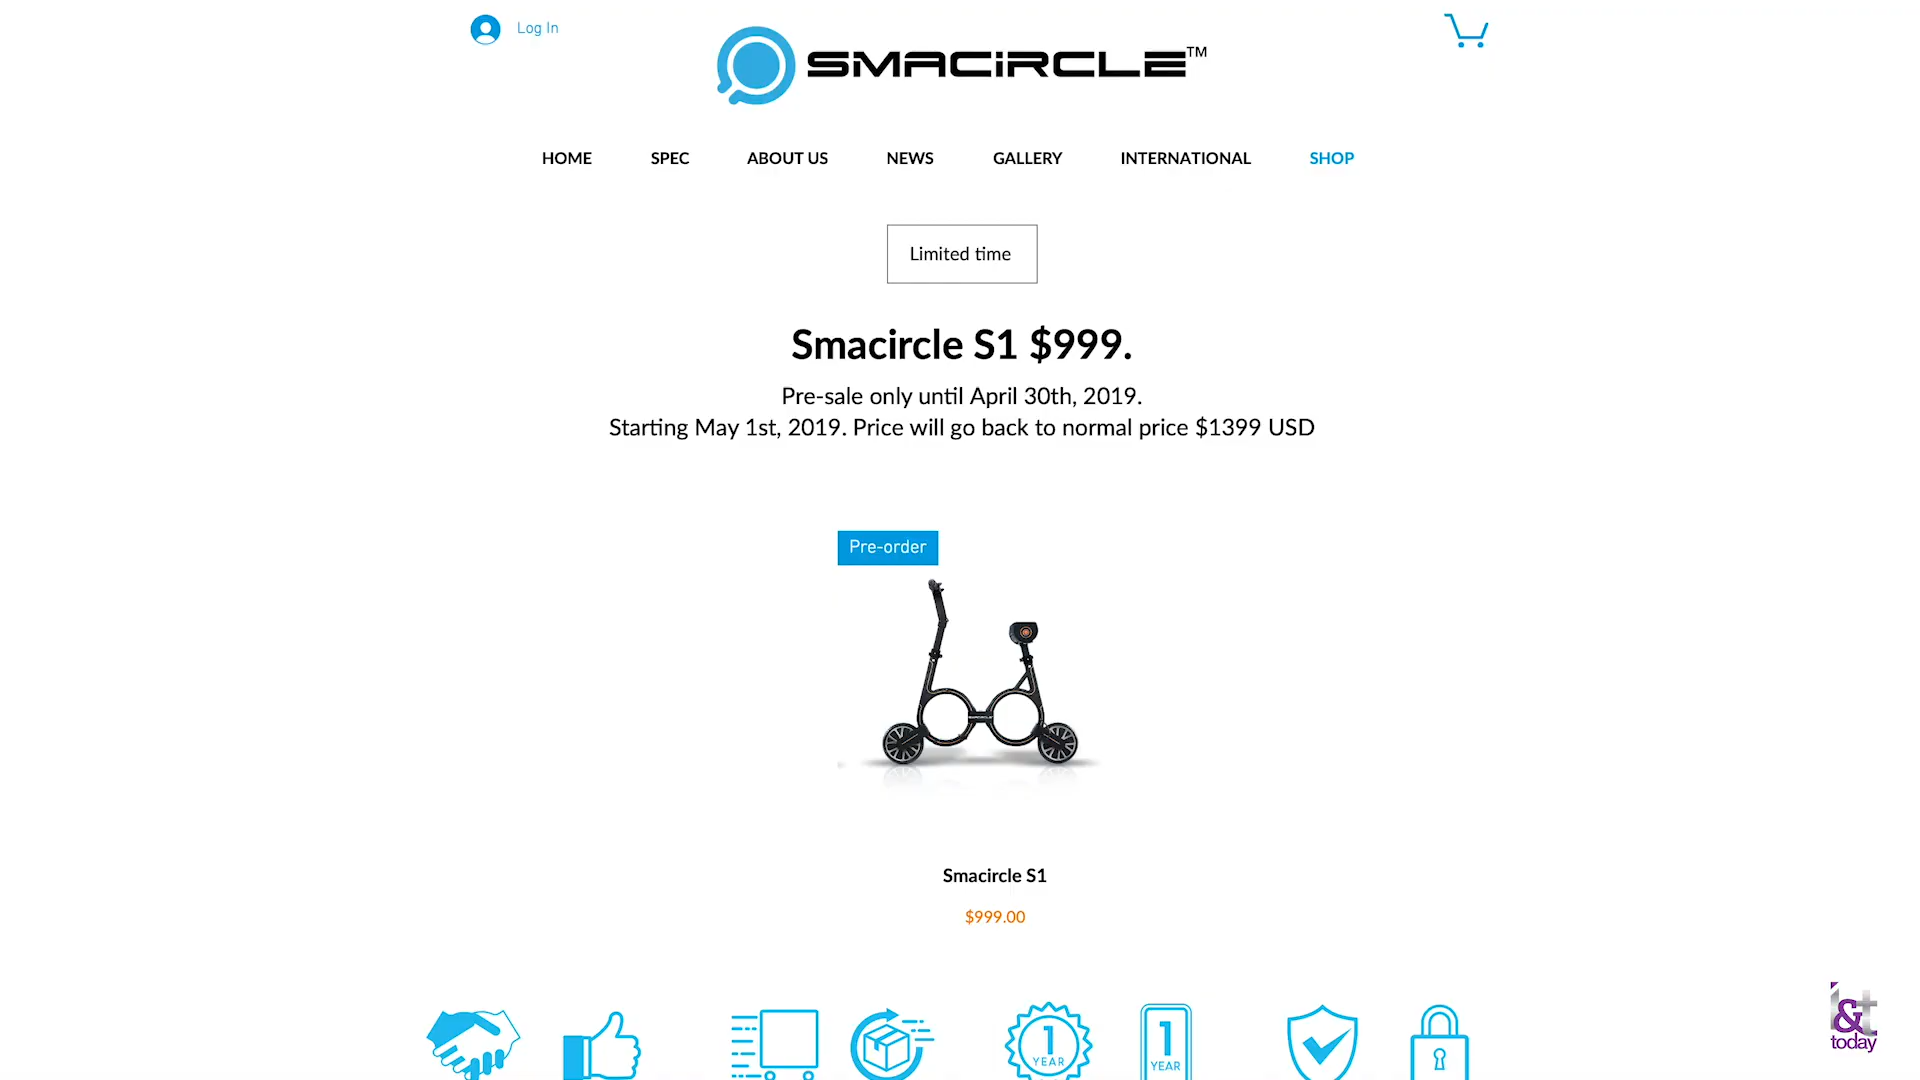 Log In
SMACiRCLE™
HOME SPEC ABOUT US NEWS GALLERY INTERNATIONAL SHOP
Limited time
Smacircle S1 $999.
Pre-sale only until April 30th, 2019.
Starting May 1st, 2019. Price will go back to normal price $1399 USD
Pre-order
Smacircle S1
$999.00
1 YEAR
1 YEAR
i&t today